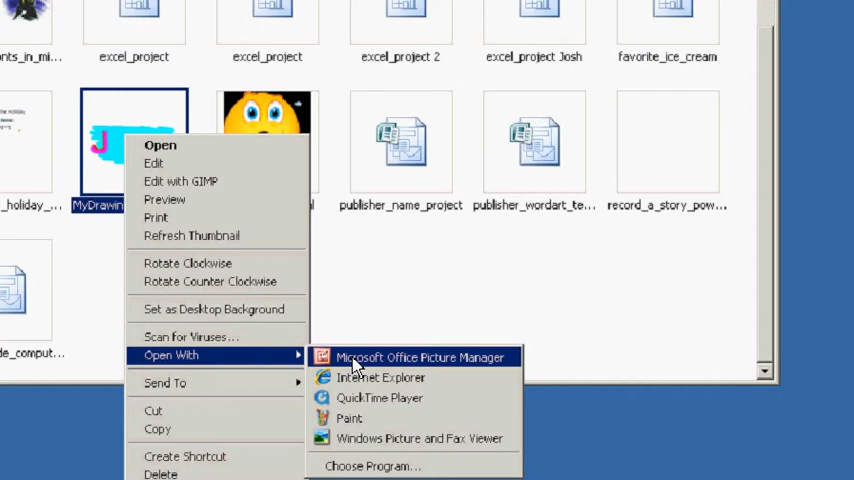 nts_in_mi...
excel_project
excel_project
excel_project 2
excel_project Josh
favorite_ice_cream
J
_holiday_...
MyDrawin
al
publisher_name_project
publisher_wordart_te...
record_a_story_pow...
de_comput...
Open
Edit
Edit with GIMP
Preview
Print
Refresh Thumbnail
Rotate Clockwise
Rotate Counter Clockwise
Set as Desktop Background
Scan for Viruses...
Open With
Send To
Cut
Copy
Create Shortcut
Delete
Microsoft Office Picture Manager
Internet Explorer
QuickTime Player
Paint
Windows Picture and Fax Viewer
Choose Program...